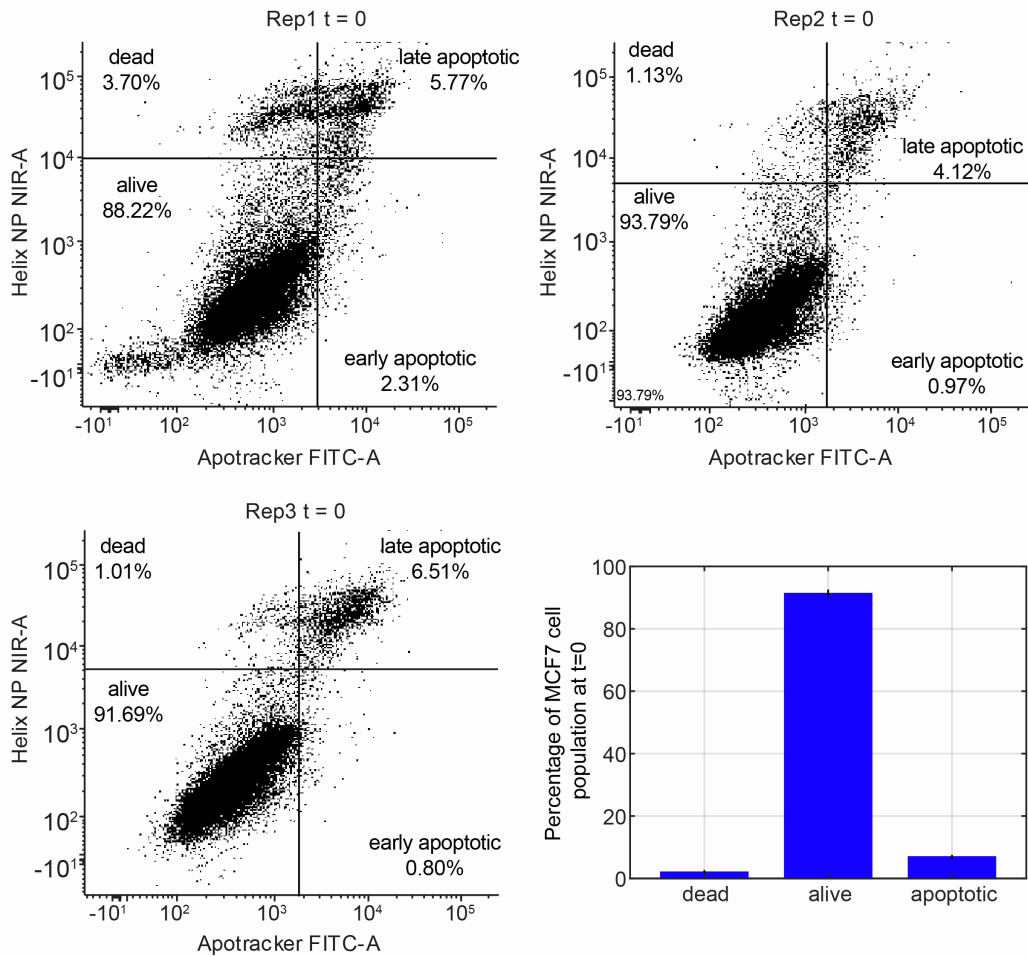 Rep1 t = 0
dead
3.70%
late apoptotic
5.77%
alive
88.22%
early apoptotic
2.31%
10⁵
10⁴
10³
10²
-10¹
Helix NP NIR-A
-10¹ 10² 10³ 10⁴ 10⁵
Apotracker FITC-A
Rep2 t = 0
dead
1.13%
late apoptotic
4.12%
alive
93.79%
early apoptotic
0.97%
93.79%
10⁵
10⁴
10³
10²
-10¹
Helix NP NIR-A
-10¹ 10² 10³ 10⁴ 10⁵
Apotracker FITC-A
Rep3 t = 0
dead
1.01%
late apoptotic
6.51%
alive
91.69%
early apoptotic
0.80%
10⁵
10⁴
10³
10²
-10¹
Helix NP NIR-A
-10¹ 10² 10³ 10⁴ 10⁵
Apotracker FITC-A
Percentage of MCF7 cell
population at t=0
100
80
60
40
20
0
dead alive apoptotic